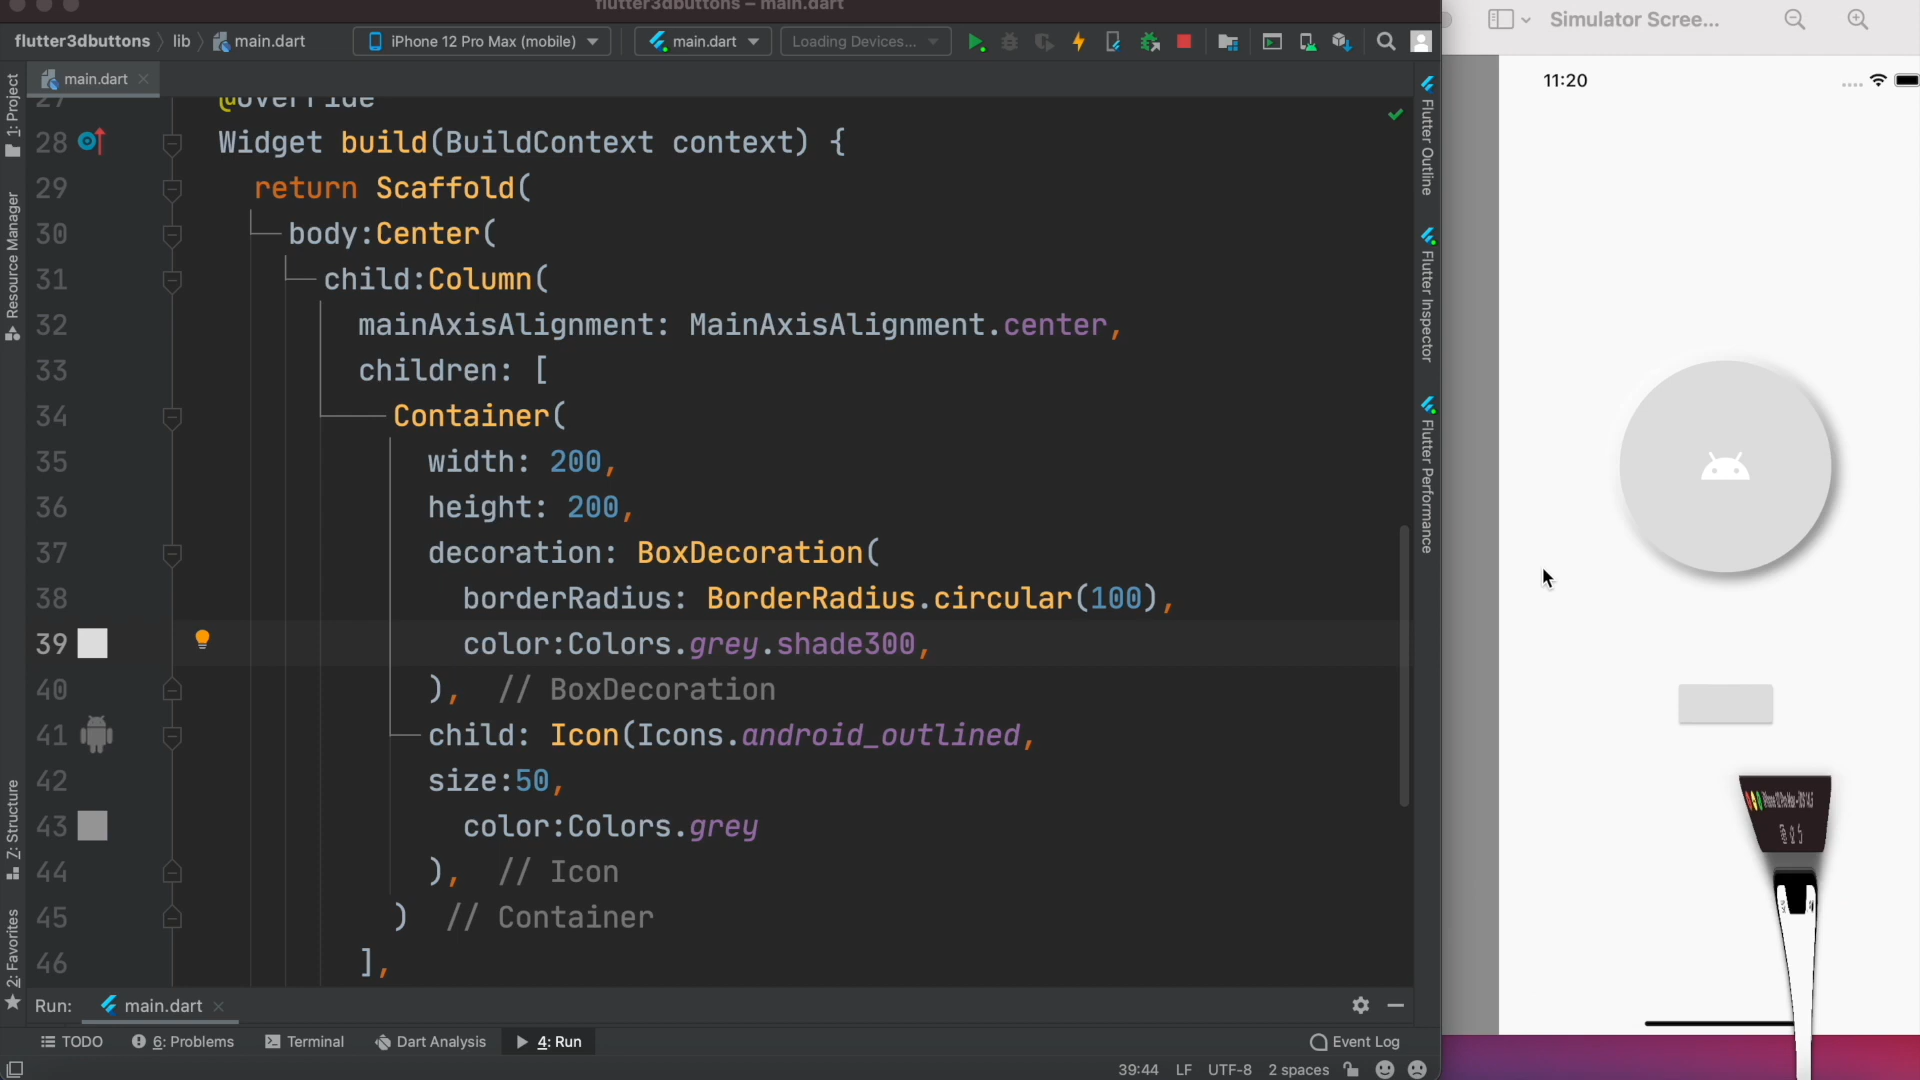 flutter3dbuttons – main.dart
flutter3dbuttons lib main.dart iPhone 12 Pro Max (mobile) main.dart Loading Devices...
Simulator Scree...
main.dart
11:20
1: Project
Resource Manager
Z: Structure
2: Favorites
Flutter Outline
Flutter Inspector
Flutter Performance
27 @override
28 Widget build(BuildContext context) {
29 return Scaffold(
30 body:Center(
31 child:Column(
32 mainAxisAlignment: MainAxisAlignment.center,
33 children: [
34 Container(
35 width: 200,
36 height: 200,
37 decoration: BoxDecoration(
38 borderRadius: BorderRadius.circular(100),
39 color:Colors.grey.shade300,
40 ), // BoxDecoration
41 child: Icon(Icons.android_outlined,
42 size:50,
43 color:Colors.grey
44 ), // Icon
45 ) // Container
46 ],
Run: main.dart
TODO 6: Problems Terminal Dart Analysis 4: Run Event Log
39:44 LF UTF-8 2 spaces